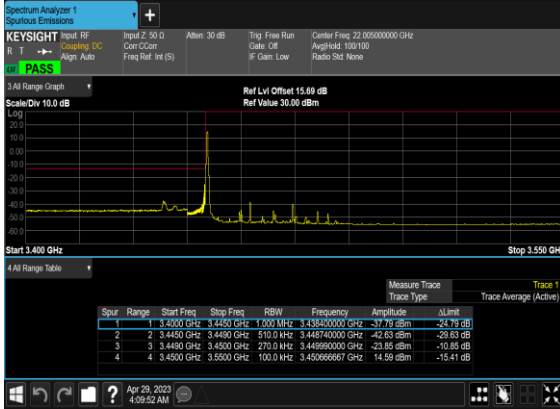 Spectrum Analyzer 1
Spurious Emissions
+
KEYSIGHT Input: RF Input Z: 50 Ω Atten: 30 dB Trig: Free Run Center Freq: 22.005000000 GHz
R T Coupling: DC Corr CCorr Gate: Off Avg|Hold: 100/100
Align: Auto Freq Ref: Int (S) IF Gain: Low Radio Std: None
PASS
3 All Range Graph
Ref Lvl Offset 15.69 dB
Scale/Div 10.0 dB Ref Value 30.00 dBm
Log
20.0
10.0
0.00
-10.0
-20.0
-30.0
-40.0
-50.0
-60.0
Start 3.400 GHz Stop 3.550 GH
4 All Range Table
Measure Trace Trace 1
Trace Type Trace Average (Active)
Spur Range Start Freq Stop Freq RBW Frequency Amplitude ΔLimit
1 1 3.4000 GHz 3.4450 GHz 1.000 MHz 3.438400000 GHz -37.79 dBm -24.79 dB
2 2 3.4450 GHz 3.4490 GHz 510.0 kHz 3.448740000 GHz -42.63 dBm -29.63 dB
3 3 3.4490 GHz 3.4500 GHz 270.0 kHz 3.449990000 GHz -23.85 dBm -10.85 dB
4 4 3.4500 GHz 3.5500 GHz 100.0 kHz 3.450666667 GHz 14.59 dBm -15.41 dB
? Apr 29, 2023
4:09:52 AM